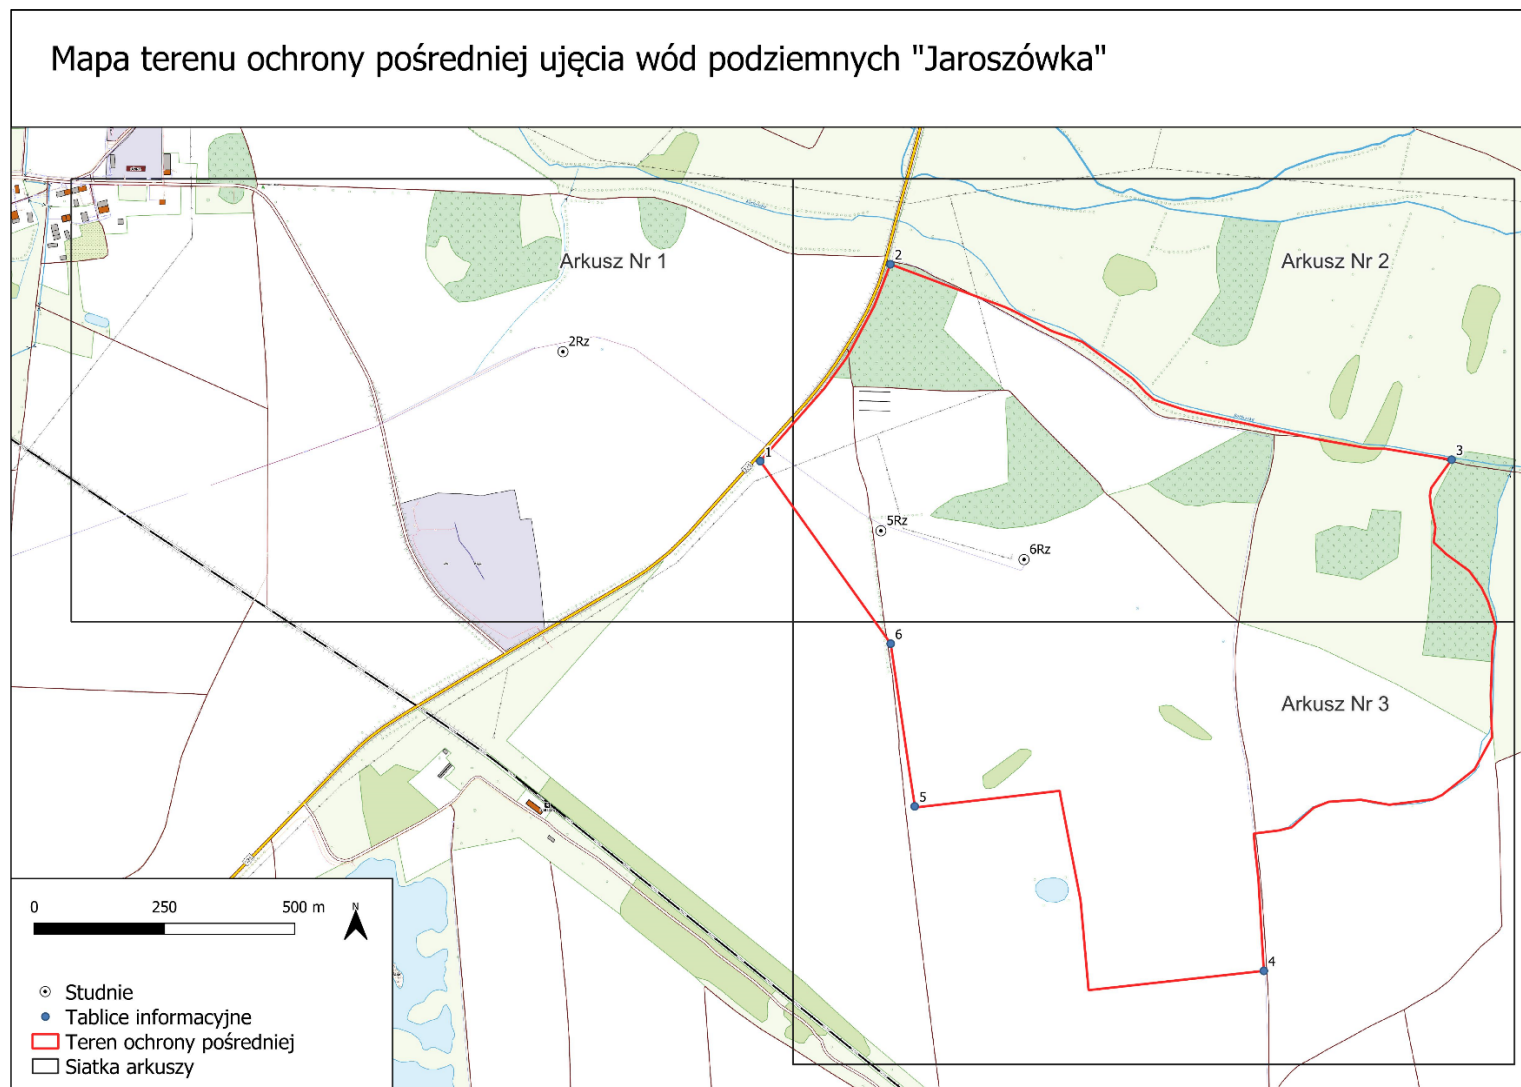 Mapa terenu ochrony pośredniej ujęcia wód podziemnych "Jaroszówka"
2
Arkusz Nr 1
Arkusz Nr 2
2Rz
1
3
5Rz
6Rz
6
Arkusz Nr 3
5
4
0 250 500 m
N
Studnie
Tablice informacyjne
Teren ochrony pośredniej
Siatka arkuszy